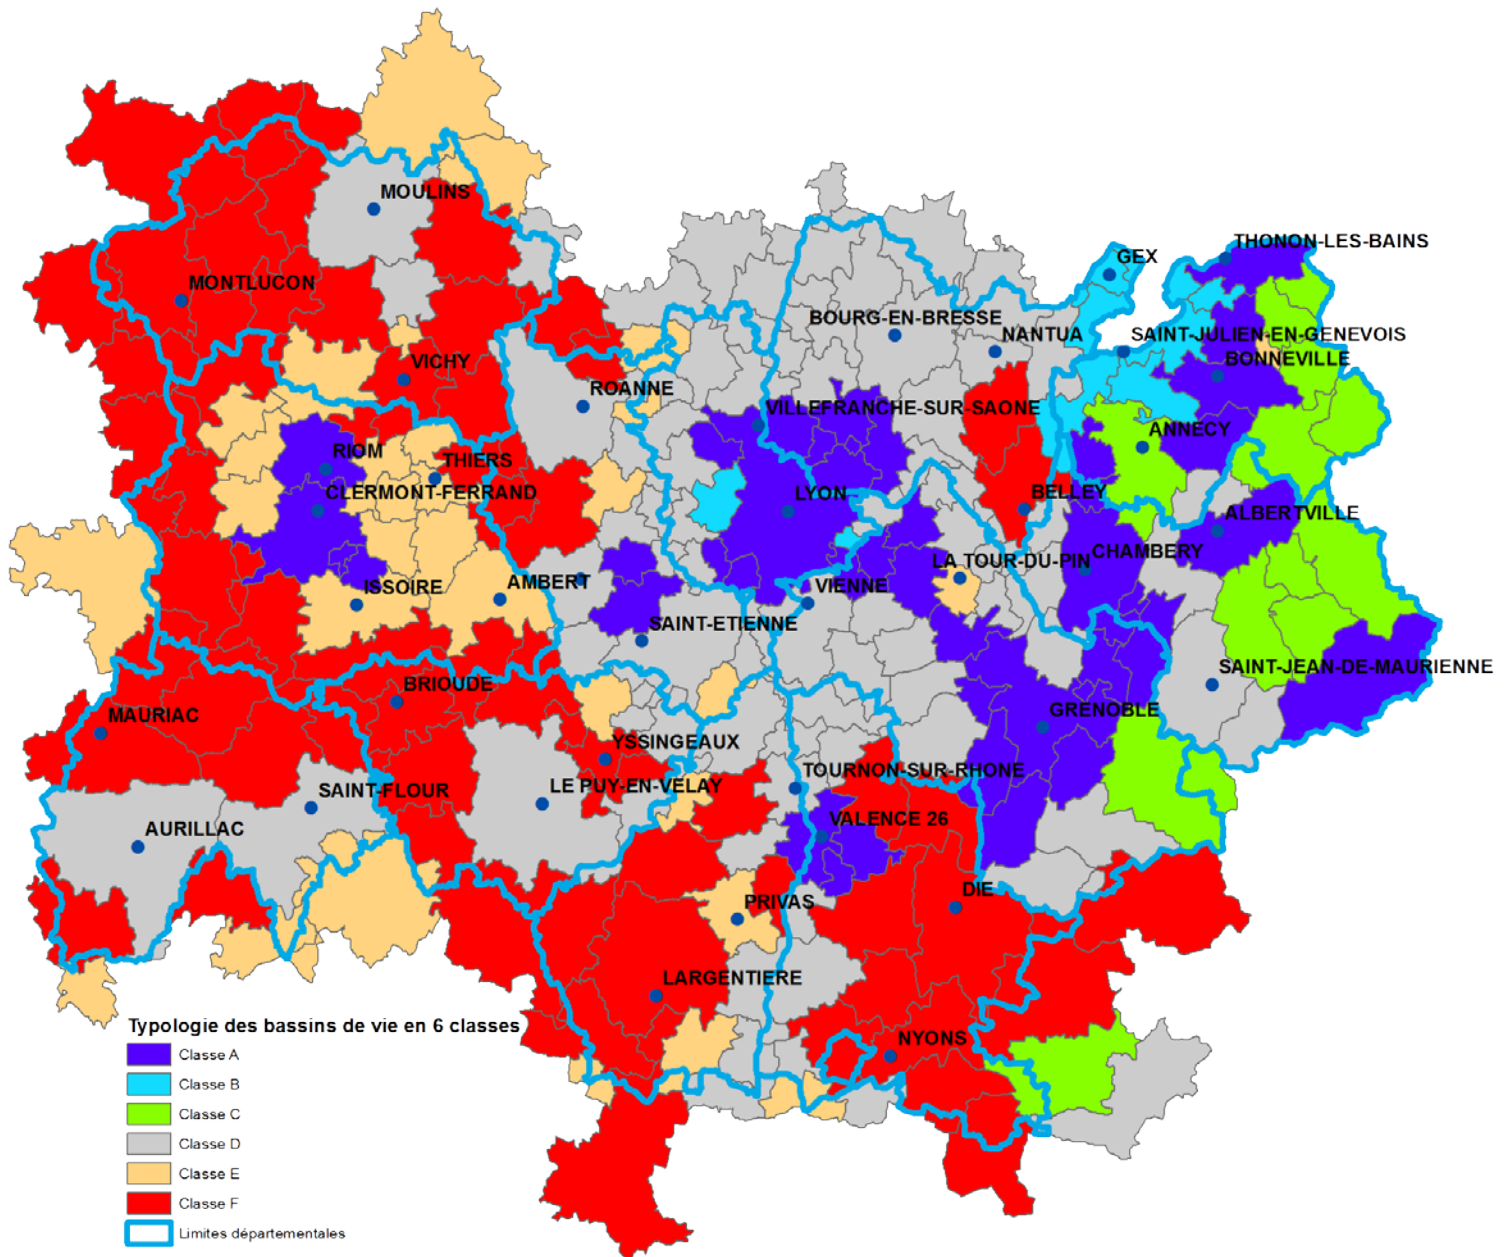 MOULINS
THONON-LES-BAINS
GEX
MONTLUCON
BOURG-EN-BRESSE
NANTUA
SAINT-JULIEN-EN-GENEVOIS
BONNEVILLE
VICHY
ROANNE
VILLEFRANCHE-SUR-SAONE
ANNECY
RIOM
THIERS
CLERMONT-FERRAND
LYON
BELLEY
ALBERTVILLE
CHAMBERY
LA TOUR-DU-PIN
ISSOIRE
AMBERT
VIENNE
SAINT-ETIENNE
SAINT-JEAN-DE-MAURIENNE
BRIOUDE
MAURIAC
GRENOBLE
YSSINGEAUX
TOURNON-SUR-RHONE
SAINT-FLOUR
LE PUY-EN-VELAY
AURILLAC
VALENCE 26
DIE
PRIVAS
LARGENTIERE
NYONS
Typologie des bassins de vie en 6 classes
Classe A
Classe B
Classe C
Classe D
Classe E
Classe F
Limites départementales